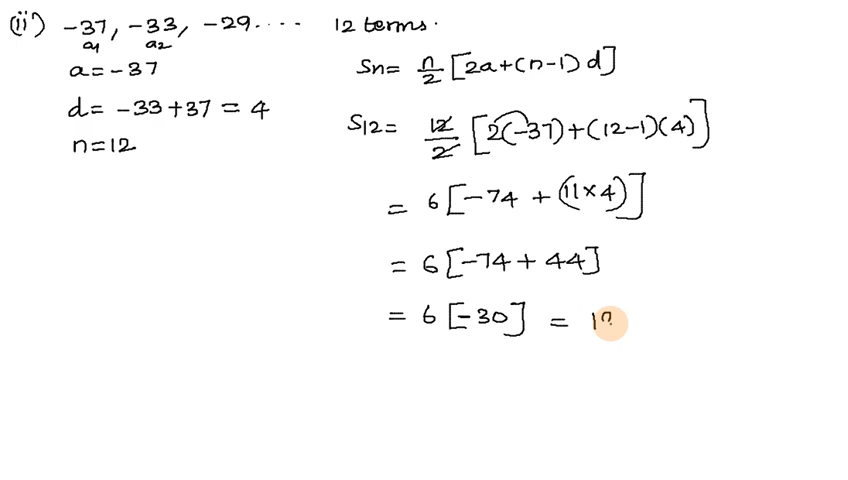 (ii) -37, -33, -29.... 12 terms.
a1 a2
a = -37
Sn = n/2 [2a+(n-1) d]
d = -33+37 = 4
S12 = 12/2 [2(-37)+(12-1)(4)]
n=12
= 6[-74 + (11×4)]
= 6[-74 + 44]
= 6 [-30] =